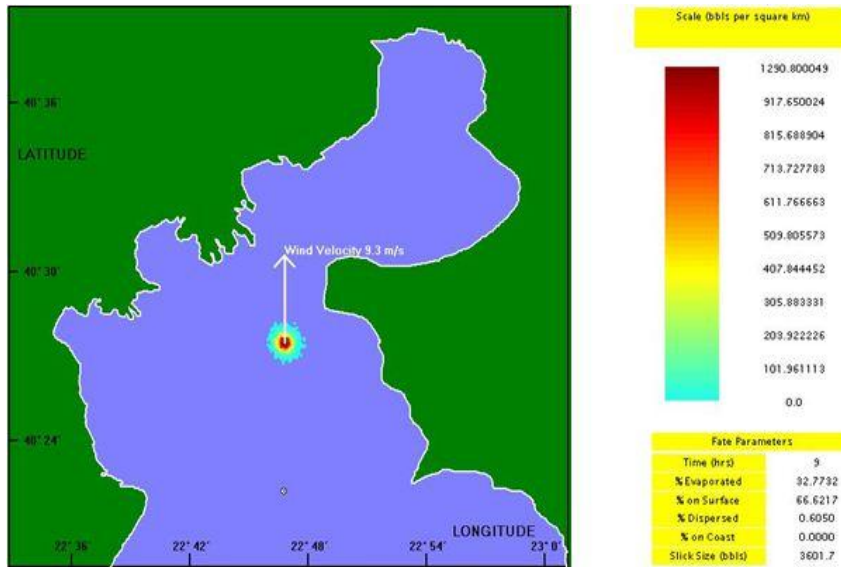 40° 36'
LATITUDE
Wind Velocity 9.3 m/s
40° 30'
40° 24'
LONGITUDE
22° 36' 22° 42' 22° 48' 22° 54' 23° 0'
Scale (bbls per square km)
1290.800049
917.650024
815.688904
713.727783
611.766663
509.805573
407.844452
305.883331
203.922226
101.961113
0.0
Fate Parameters
Time (hrs) 9
% Evaporated 32.7732
% on Surface 66.6217
% Dispersed 0.6050
% on Coast 0.0000
Slick Size (bbls) 3601.7